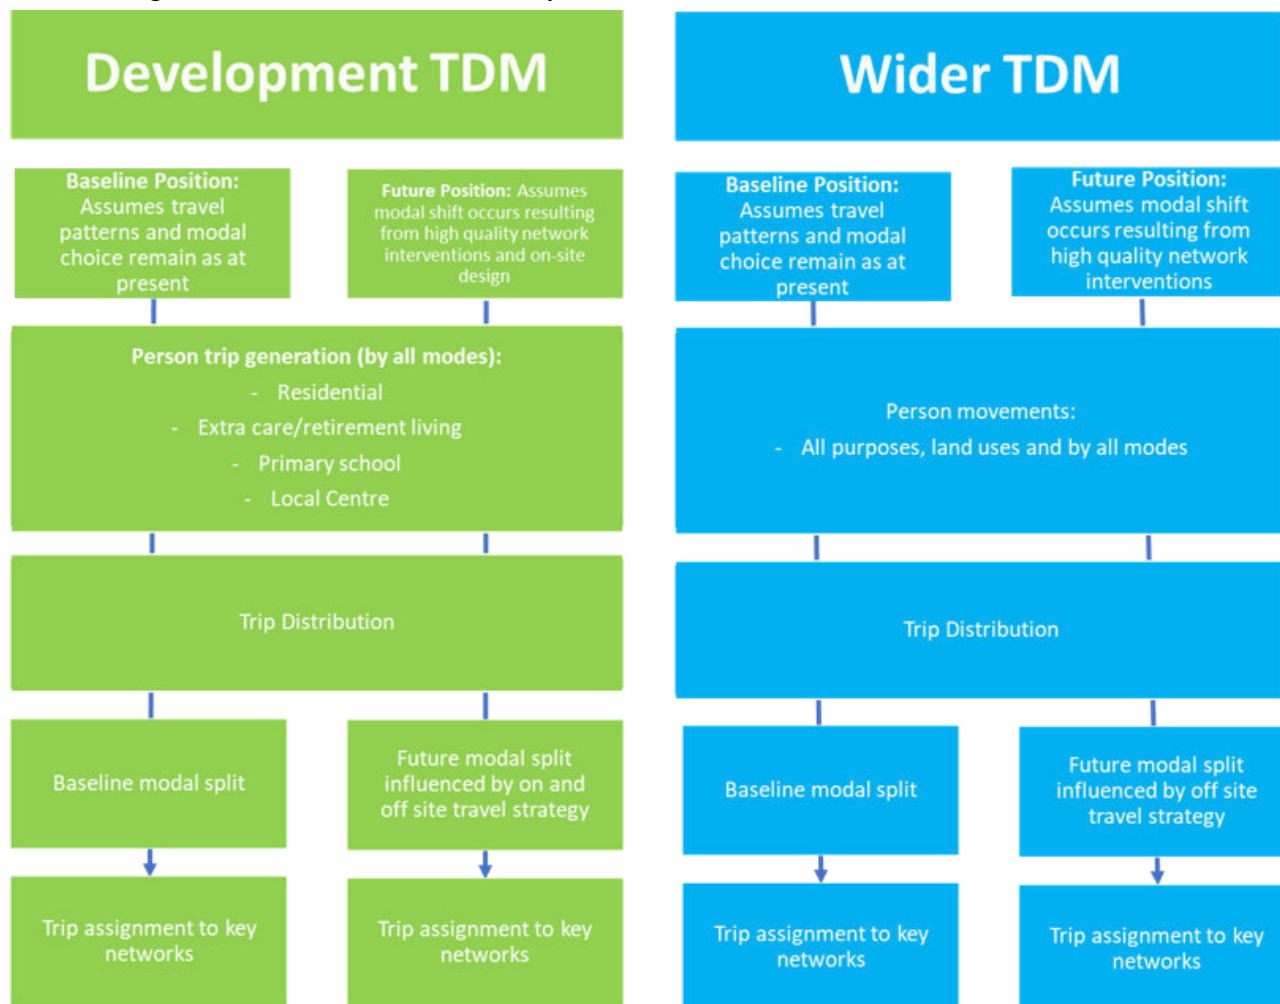 Development TDM
Wider TDM
Baseline Position:
Assumes travel
patterns and modal
choice remain as at
present
Future Position: Assumes
modal shift occurs resulting
from high quality network
interventions and on-site
design
Baseline Position:
Assumes travel
patterns and modal
choice remain as at
present
Future Position:
Assumes modal shift
occurs resulting from
high quality network
interventions
Person trip generation (by all modes):
- Residential
- Extra care/retirement living
- Primary school
- Local Centre
Person movements:
- All purposes, land uses and by all modes
Trip Distribution
Trip Distribution
Baseline modal split
Future modal split
influenced by on and
off site travel strategy
Baseline modal split
Future modal split
influenced by off site
travel strategy
Trip assignment to key
networks
Trip assignment to key
networks
Trip assignment to key
networks
Trip assignment to key
networks